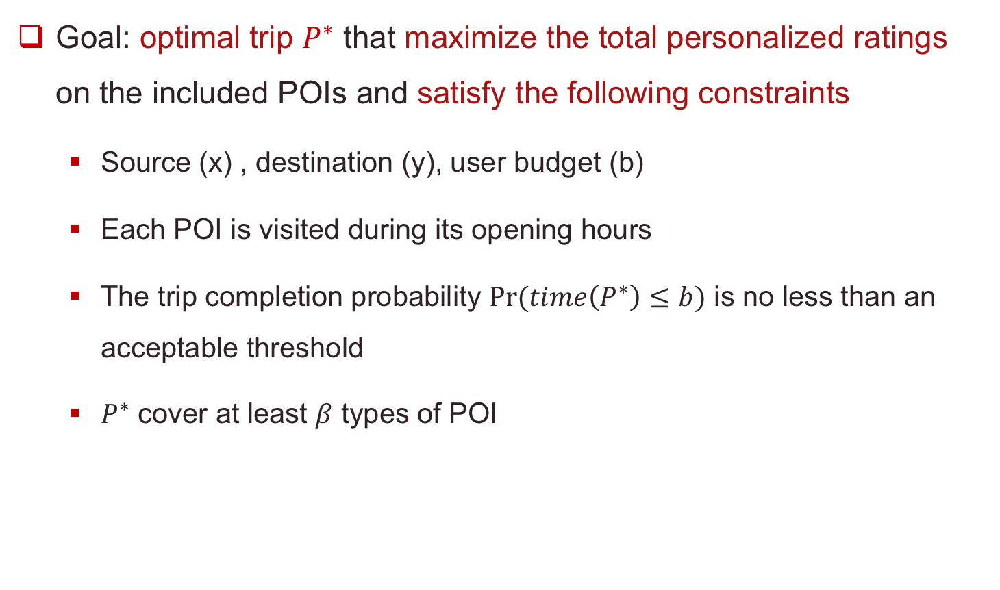 ❑ Goal: optimal trip 𝑃* that maximize the total personalized ratings
on the included POIs and satisfy the following constraints
▪ Source (x) , destination (y), user budget (b)
▪ Each POI is visited during its opening hours
▪ The trip completion probability Pr(𝑡𝑖𝑚𝑒(𝑃*) ≤ 𝑏) is no less than an
acceptable threshold
▪ 𝑃* cover at least 𝛽 types of POI